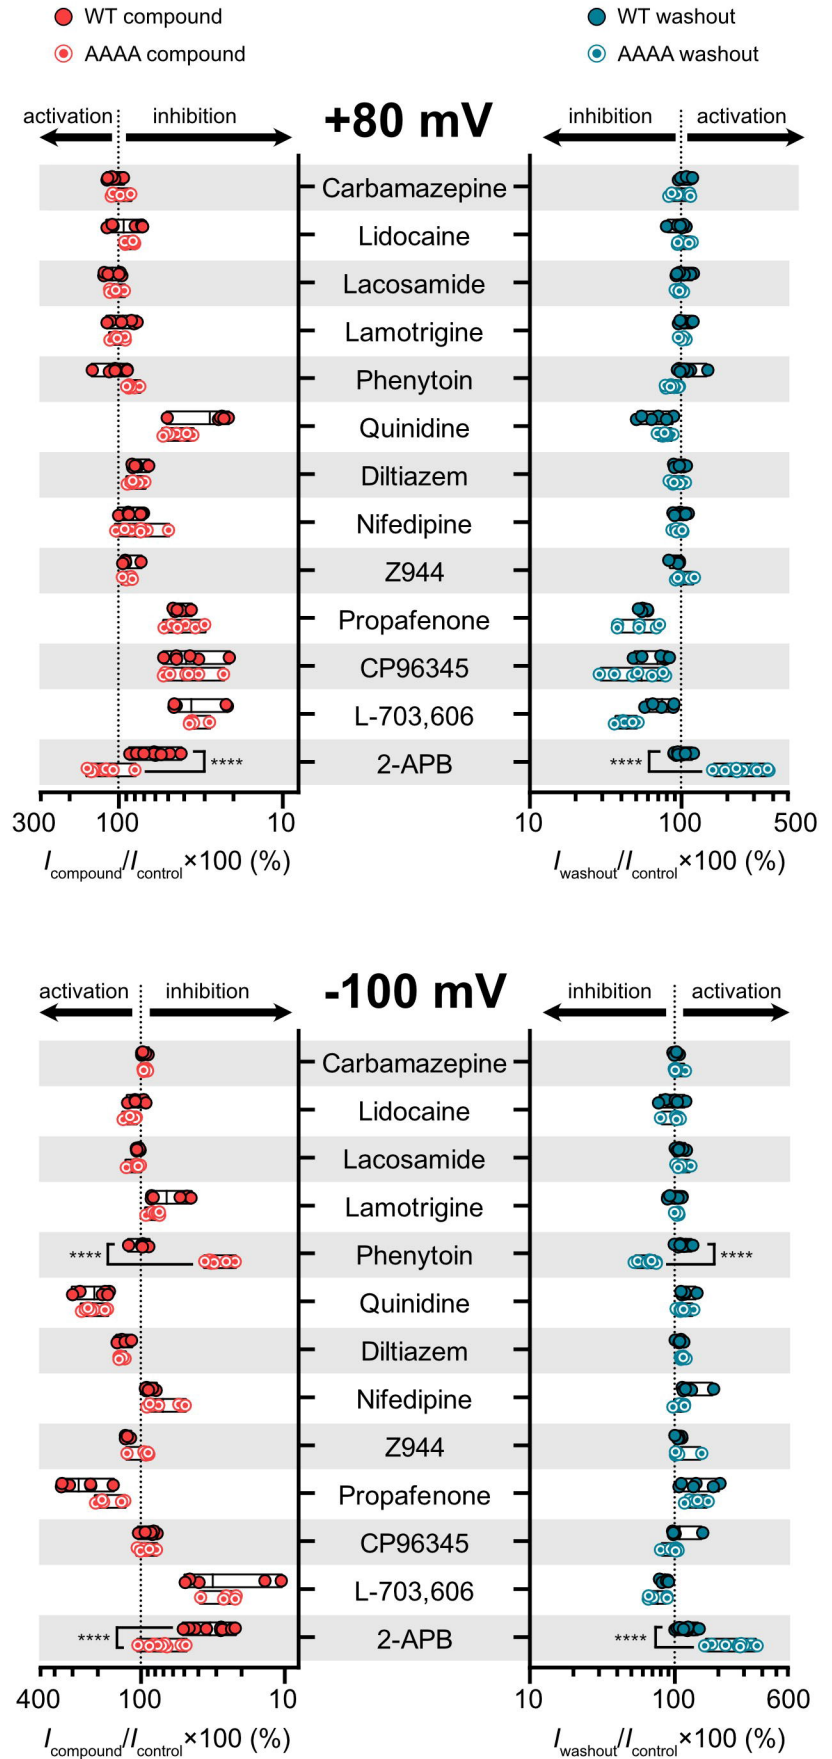 WT compound
AAAA compound
WT washout
AAAA washout
activation
inhibition
+80 mV
inhibition
activation
Carbamazepine
Lidocaine
Lacosamide
Lamotrigine
Phenytoin
Quinidine
Diltiazem
Nifedipine
Z944
Propafenone
CP96345
L-703,606
2-APB
****
****
300 100 10
10 100 500
Icompound/Icontrol×100 (%)
Iwashout/Icontrol×100 (%)
activation
inhibition
-100 mV
inhibition
activation
Carbamazepine
Lidocaine
Lacosamide
Lamotrigine
****
Phenytoin
****
Quinidine
Diltiazem
Nifedipine
Z944
Propafenone
CP96345
L-703,606
****
2-APB
****
400 100 10
10 100 600
Icompound/Icontrol×100 (%)
Iwashout/Icontrol×100 (%)